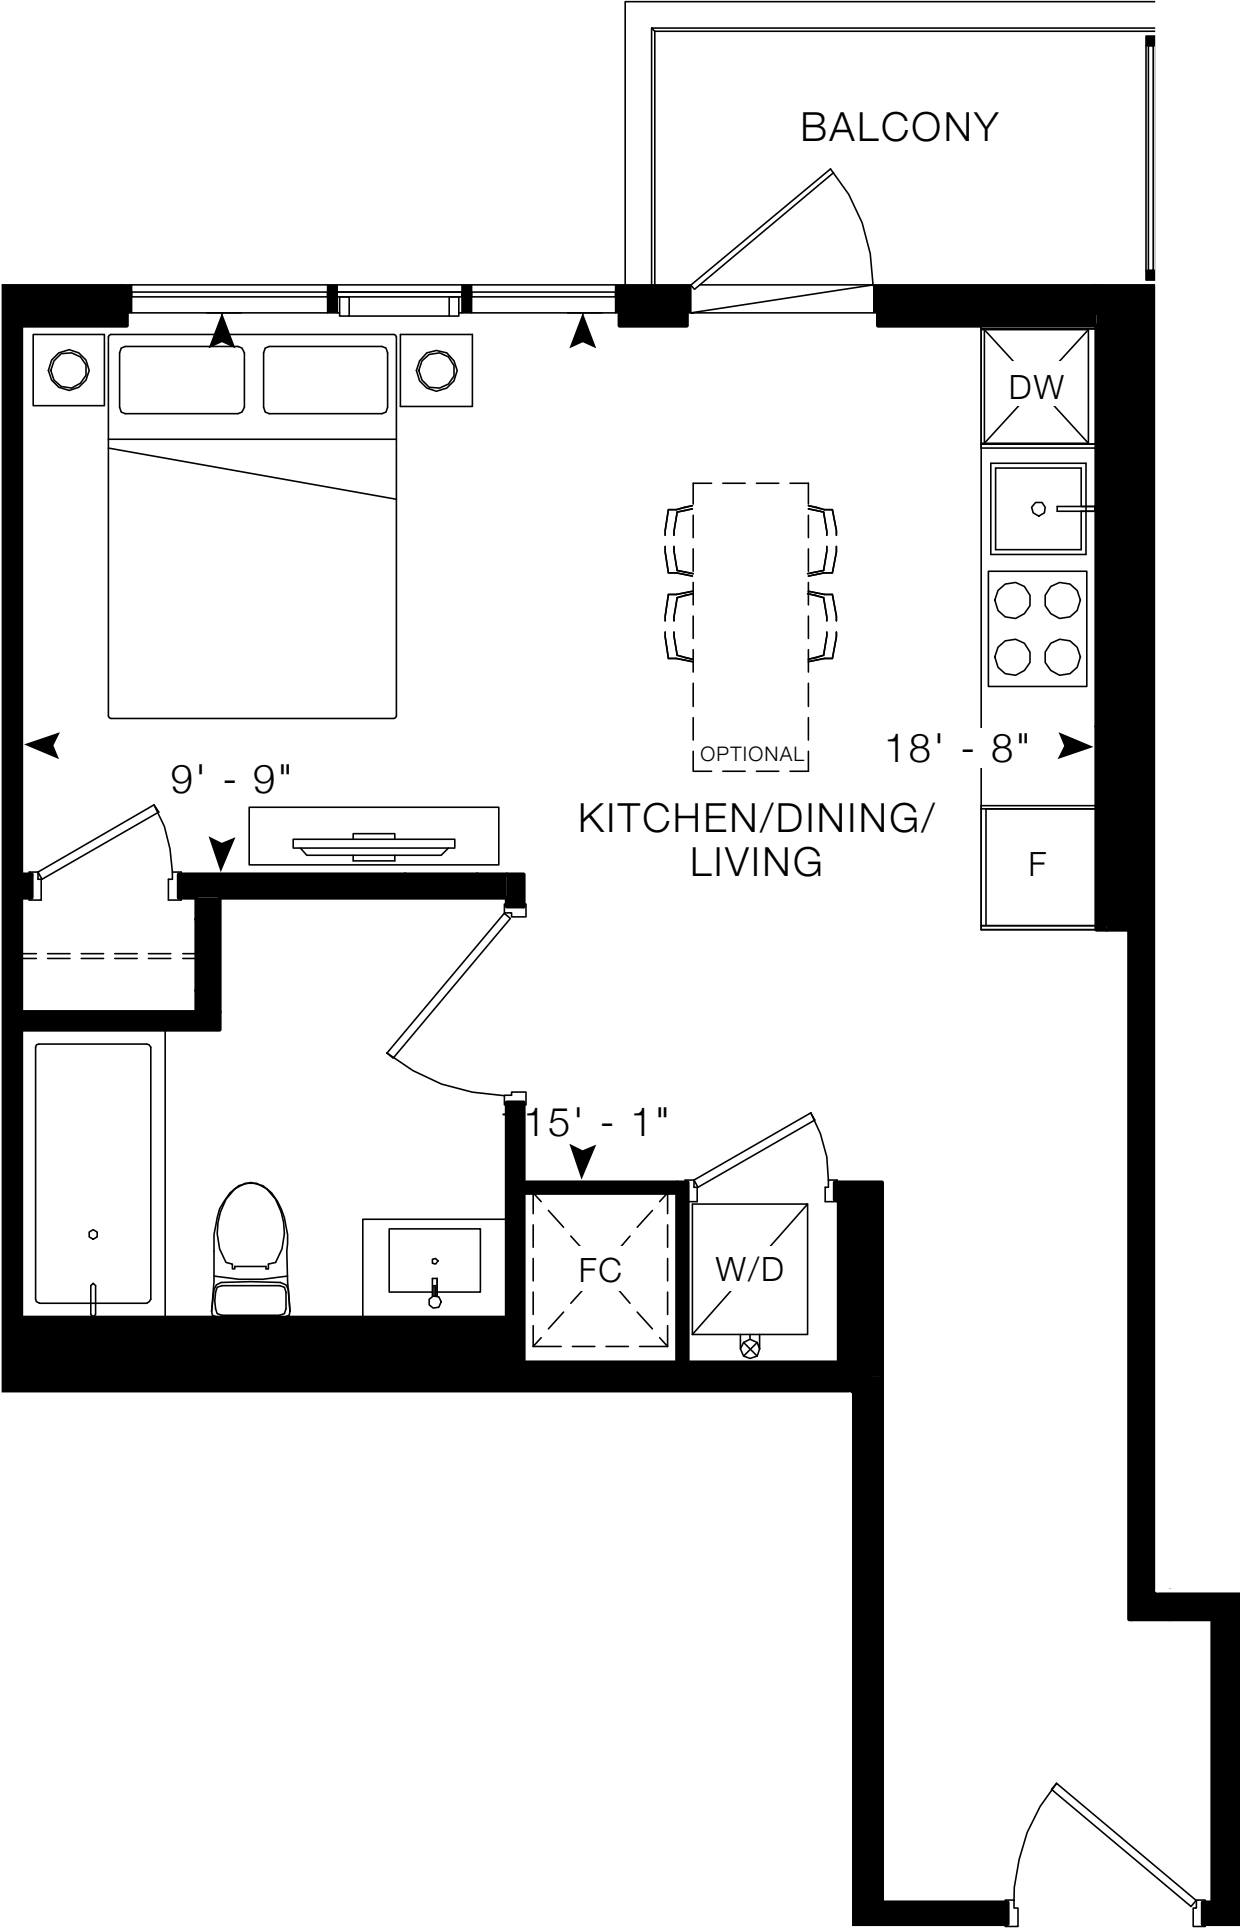 BALCONY
DW
OPTIONAL
18' - 8"
9' - 9"
KITCHEN/DINING/
LIVING
F
15' - 1"
FC
W/D